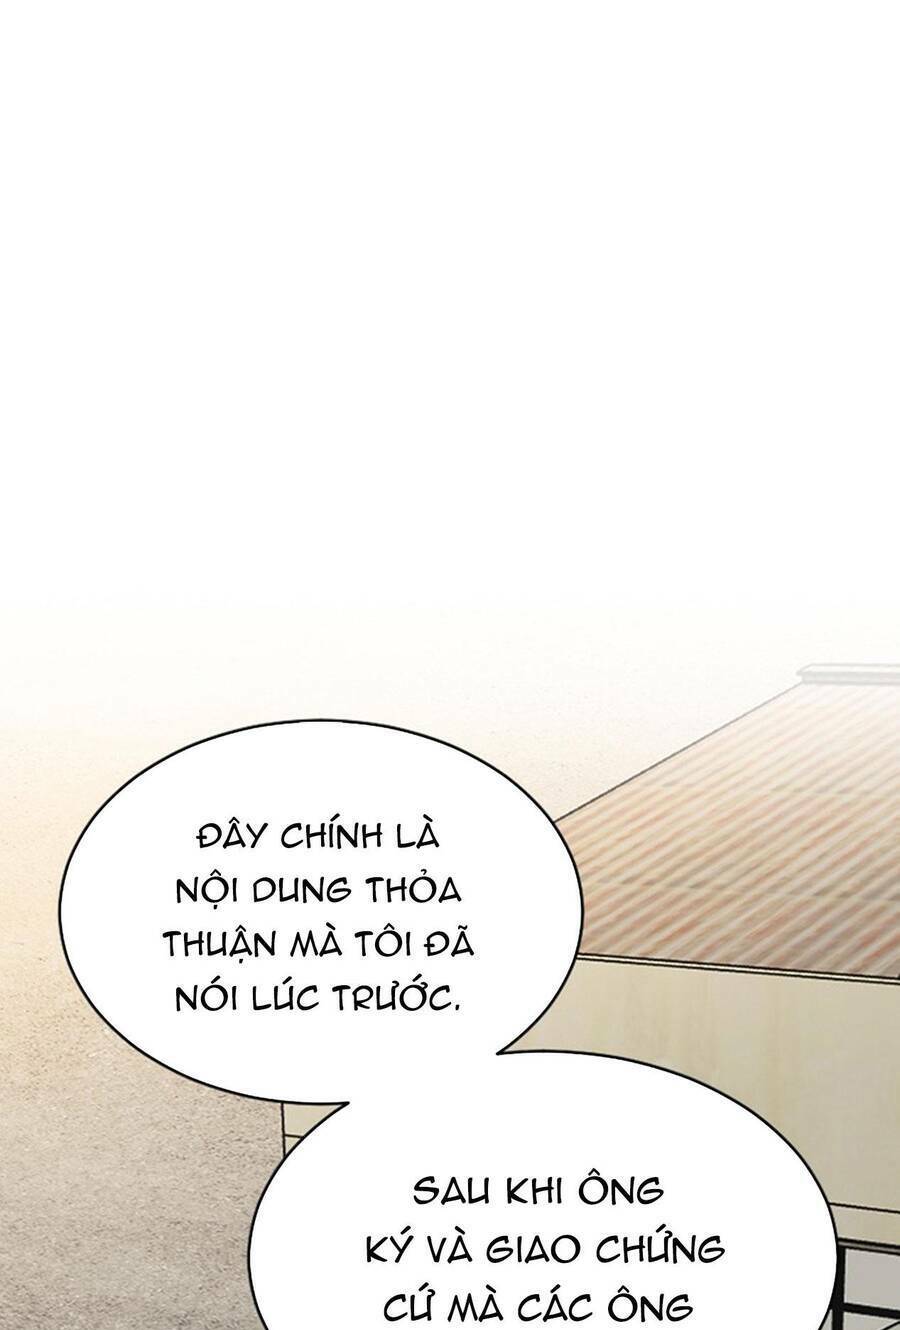 ĐÂY CHÍNH LÀ
NỘI DUNG THỎA
THUẬN MÀ TÔI ĐÃ
NÓI LÚC TRƯỚC.
SAU KHI ÔNG
KÝ VÀ GIAO CHỨNG
CỨ MÀ CÁC ÔNG